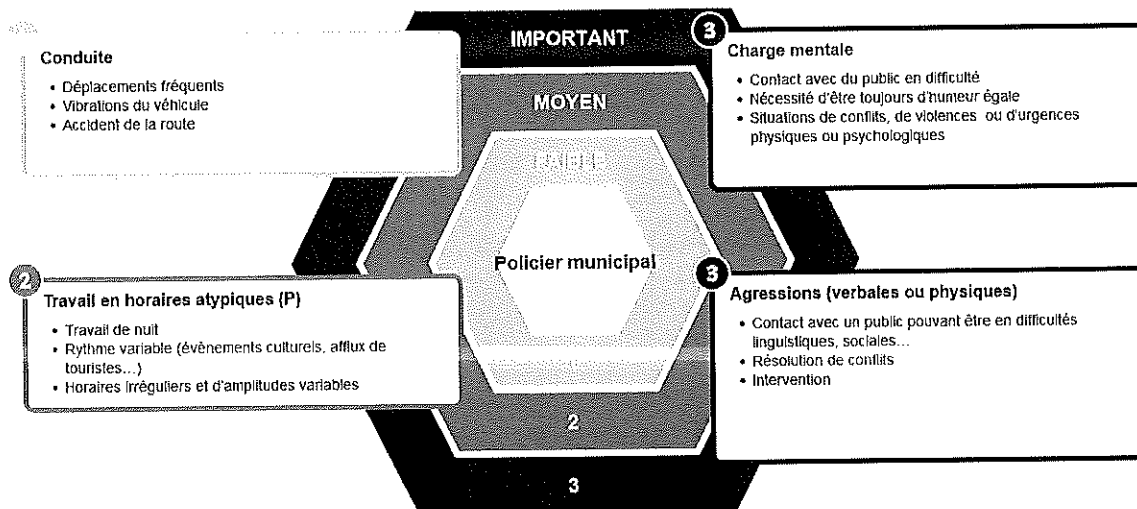 IMPORTANT
MOYEN
FAIBLE
Policier municipal
2
3
Conduite
• Déplacements fréquents
• Vibrations du véhicule
• Accident de la route
3
Charge mentale
• Contact avec du public en difficulté
• Nécessité d'être toujours d'humeur égale
• Situations de conflits, de violences ou d'urgences
physiques ou psychologiques
2
Travail en horaires atypiques (P)
• Travail de nuit
• Rythme variable (évènements culturels, afflux de
touristes...)
• Horaires irréguliers et d'amplitudes variables
3
Agressions (verbales ou physiques)
• Contact avec un public pouvant être en difficultés
linguistiques, sociales...
• Résolution de conflits
• Intervention